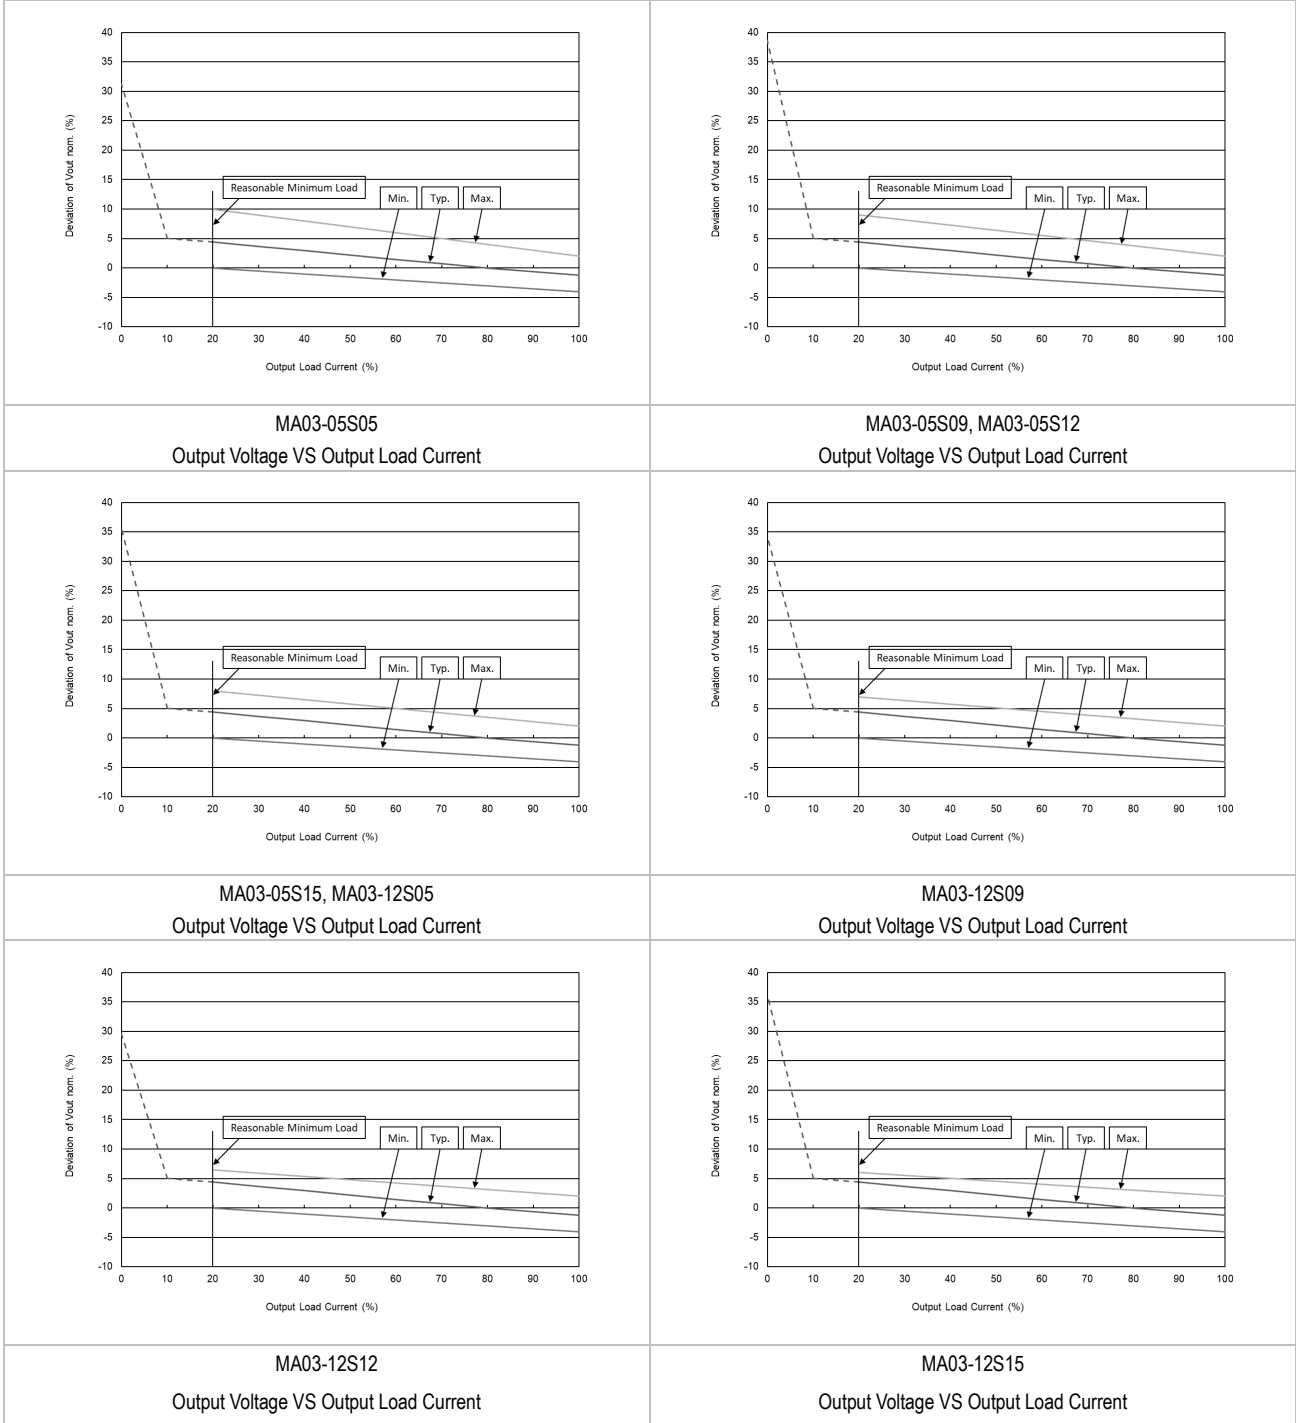 40
35
30
25
20
15
10
5
0
-5
-10
Deviation of Vout nom. (%)
Reasonable Minimum Load
Min.
Typ.
Max.
0 10 20 30 40 50 60 70 80 90 100
Output Load Current (%)
MA03-05S05
Output Voltage VS Output Load Current
40
35
30
25
20
15
10
5
0
-5
-10
Deviation of Vout nom. (%)
Reasonable Minimum Load
Min.
Typ.
Max.
0 10 20 30 40 50 60 70 80 90 100
Output Load Current (%)
MA03-05S09, MA03-05S12
Output Voltage VS Output Load Current
40
35
30
25
20
15
10
5
0
-5
-10
Deviation of Vout nom. (%)
Reasonable Minimum Load
Min.
Typ.
Max.
0 10 20 30 40 50 60 70 80 90 100
Output Load Current (%)
MA03-05S15, MA03-12S05
Output Voltage VS Output Load Current
40
35
30
25
20
15
10
5
0
-5
-10
Deviation of Vout nom. (%)
Reasonable Minimum Load
Min.
Typ.
Max.
0 10 20 30 40 50 60 70 80 90 100
Output Load Current (%)
MA03-12S09
Output Voltage VS Output Load Current
40
35
30
25
20
15
10
5
0
-5
-10
Deviation of Vout nom. (%)
Reasonable Minimum Load
Min.
Typ.
Max.
0 10 20 30 40 50 60 70 80 90 100
Output Load Current (%)
MA03-12S12
Output Voltage VS Output Load Current
40
35
30
25
20
15
10
5
0
-5
-10
Deviation of Vout nom. (%)
Reasonable Minimum Load
Min.
Typ.
Max.
0 10 20 30 40 50 60 70 80 90 100
Output Load Current (%)
MA03-12S15
Output Voltage VS Output Load Current